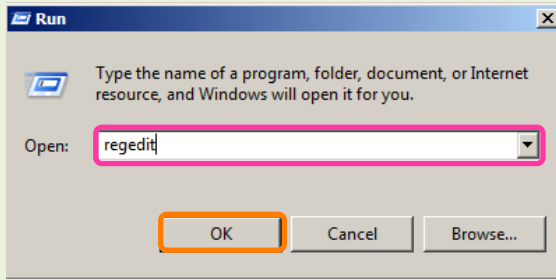 Run
Type the name of a program, folder, document, or Internet
resource, and Windows will open it for you.
Open: regedit
OK Cancel Browse...